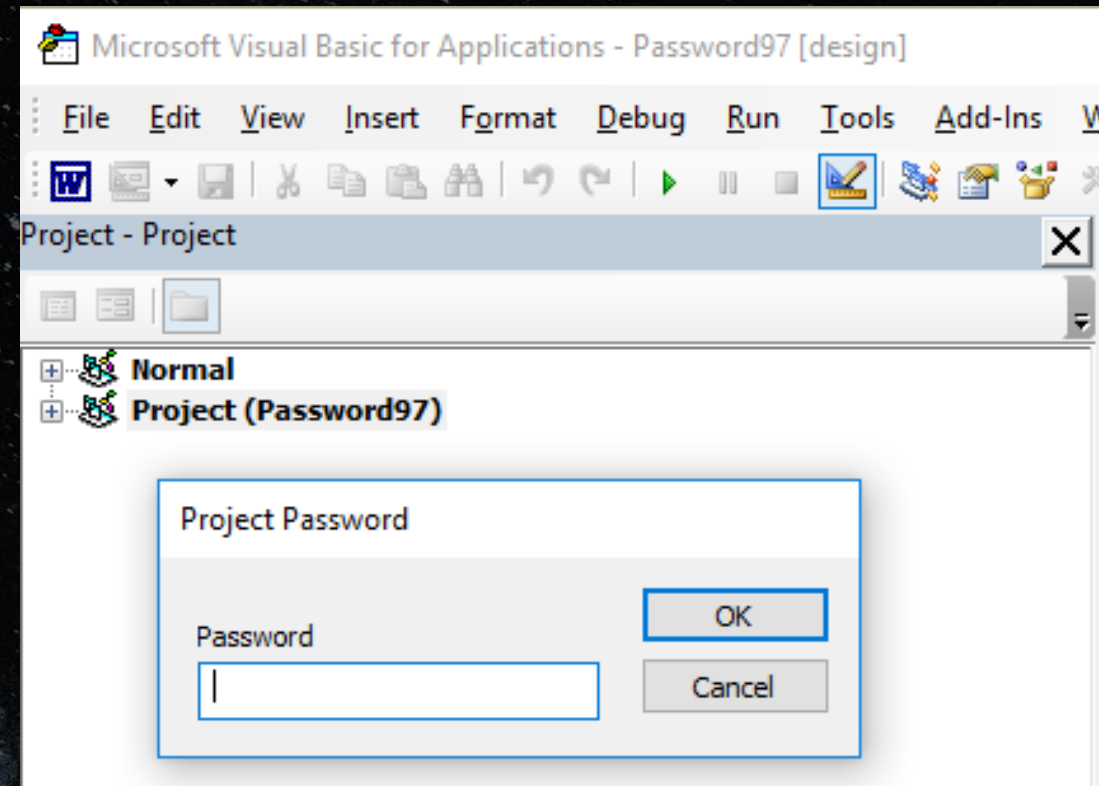 Microsoft Visual Basic for Applications - Password97 [design]
File Edit View Insert Format Debug Run Tools Add-Ins
Project - Project
Normal
Project (Password97)
Project Password
OK
Password
Cancel